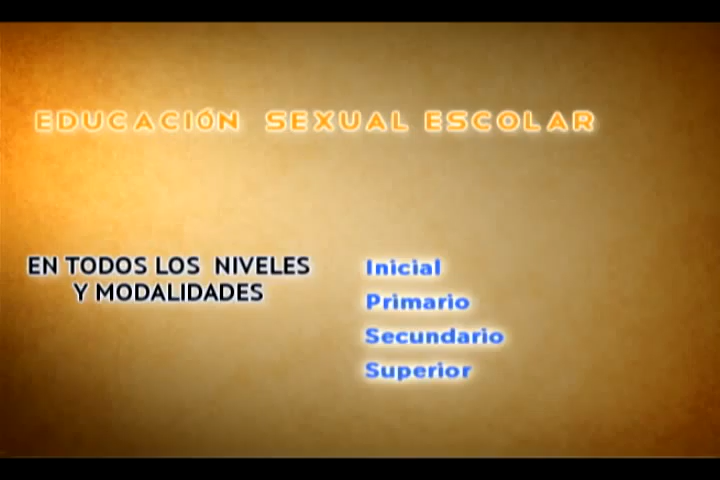 EDUCACIÓN SEXUAL ESCOLAR
EN TODOS LOS NIVELES
Y MODALIDADES
Inicial
Primario
Secundario
Superior